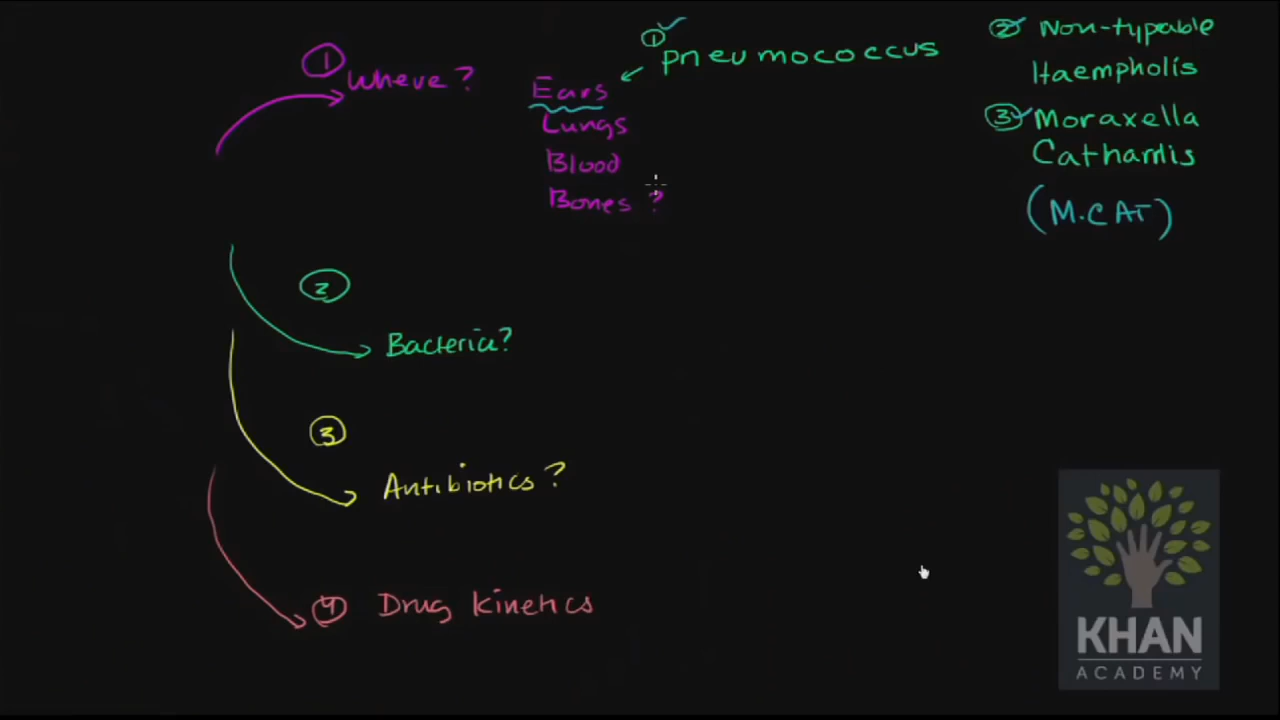 ① Where?
Ears
Lungs
Blood
Bones ?
① Pneumococcus
② Non-typable
Haempholis
③ Moraxella
Catharrlis
(M.CAT)
②
Bacteria?
③
Antibiotics?
④ Drug kinetics
KHAN
ACADEMY